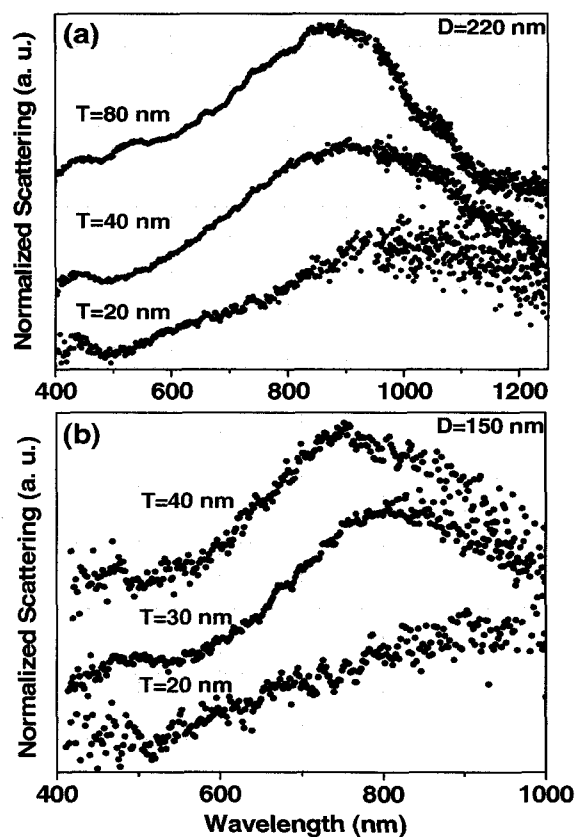 (a)
D=220 nm
T=80 nm
T=40 nm
T=20 nm
Normalized Scattering (a. u.)
400 600 800 1000 1200
(b)
D=150 nm
T=40 nm
T=30 nm
T=20 nm
Normalized Scattering (a. u.)
400 600 800 1000
Wavelength (nm)